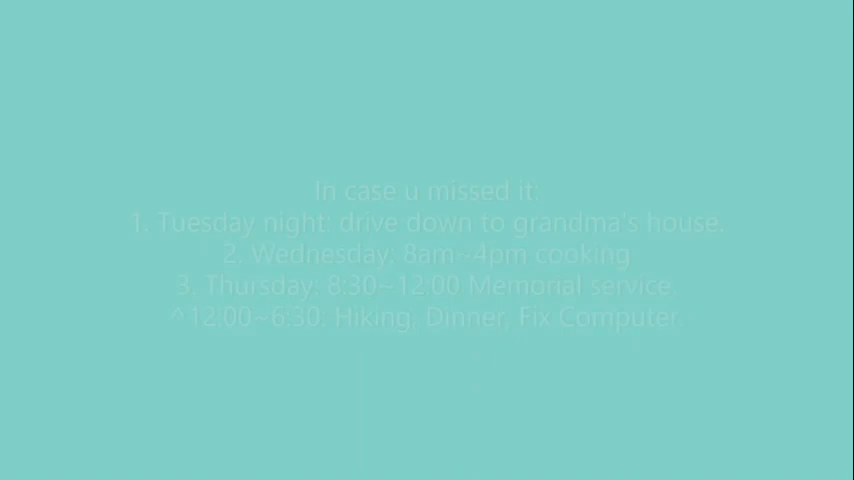 In case u missed it:
1. Tuesday night: drive down to grandma's house.
2. Wednesday: 8am~4pm cooking
3. Thursday: 8:30~12:00 Memorial service.
^12:00~6:30: Hiking, Dinner, Fix Computer.